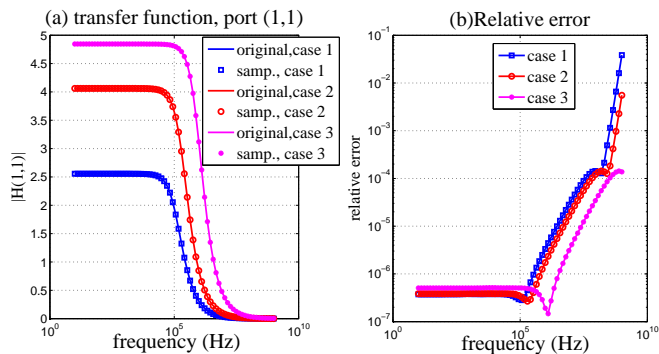 (a) transfer function, port (1,1)
|H(1,1)|
5
4.5
4
3.5
3
2.5
2
1.5
1
0.5
0
10^0
10^5
10^10
frequency (Hz)
original,case 1
samp., case 1
original,case 2
samp., case 2
original,case 3
samp., case 3
(b)Relative error
relative error
10^-1
10^-2
10^-3
10^-4
10^-5
10^-6
10^-7
10^0
10^5
10^10
frequency (Hz)
case 1
case 2
case 3